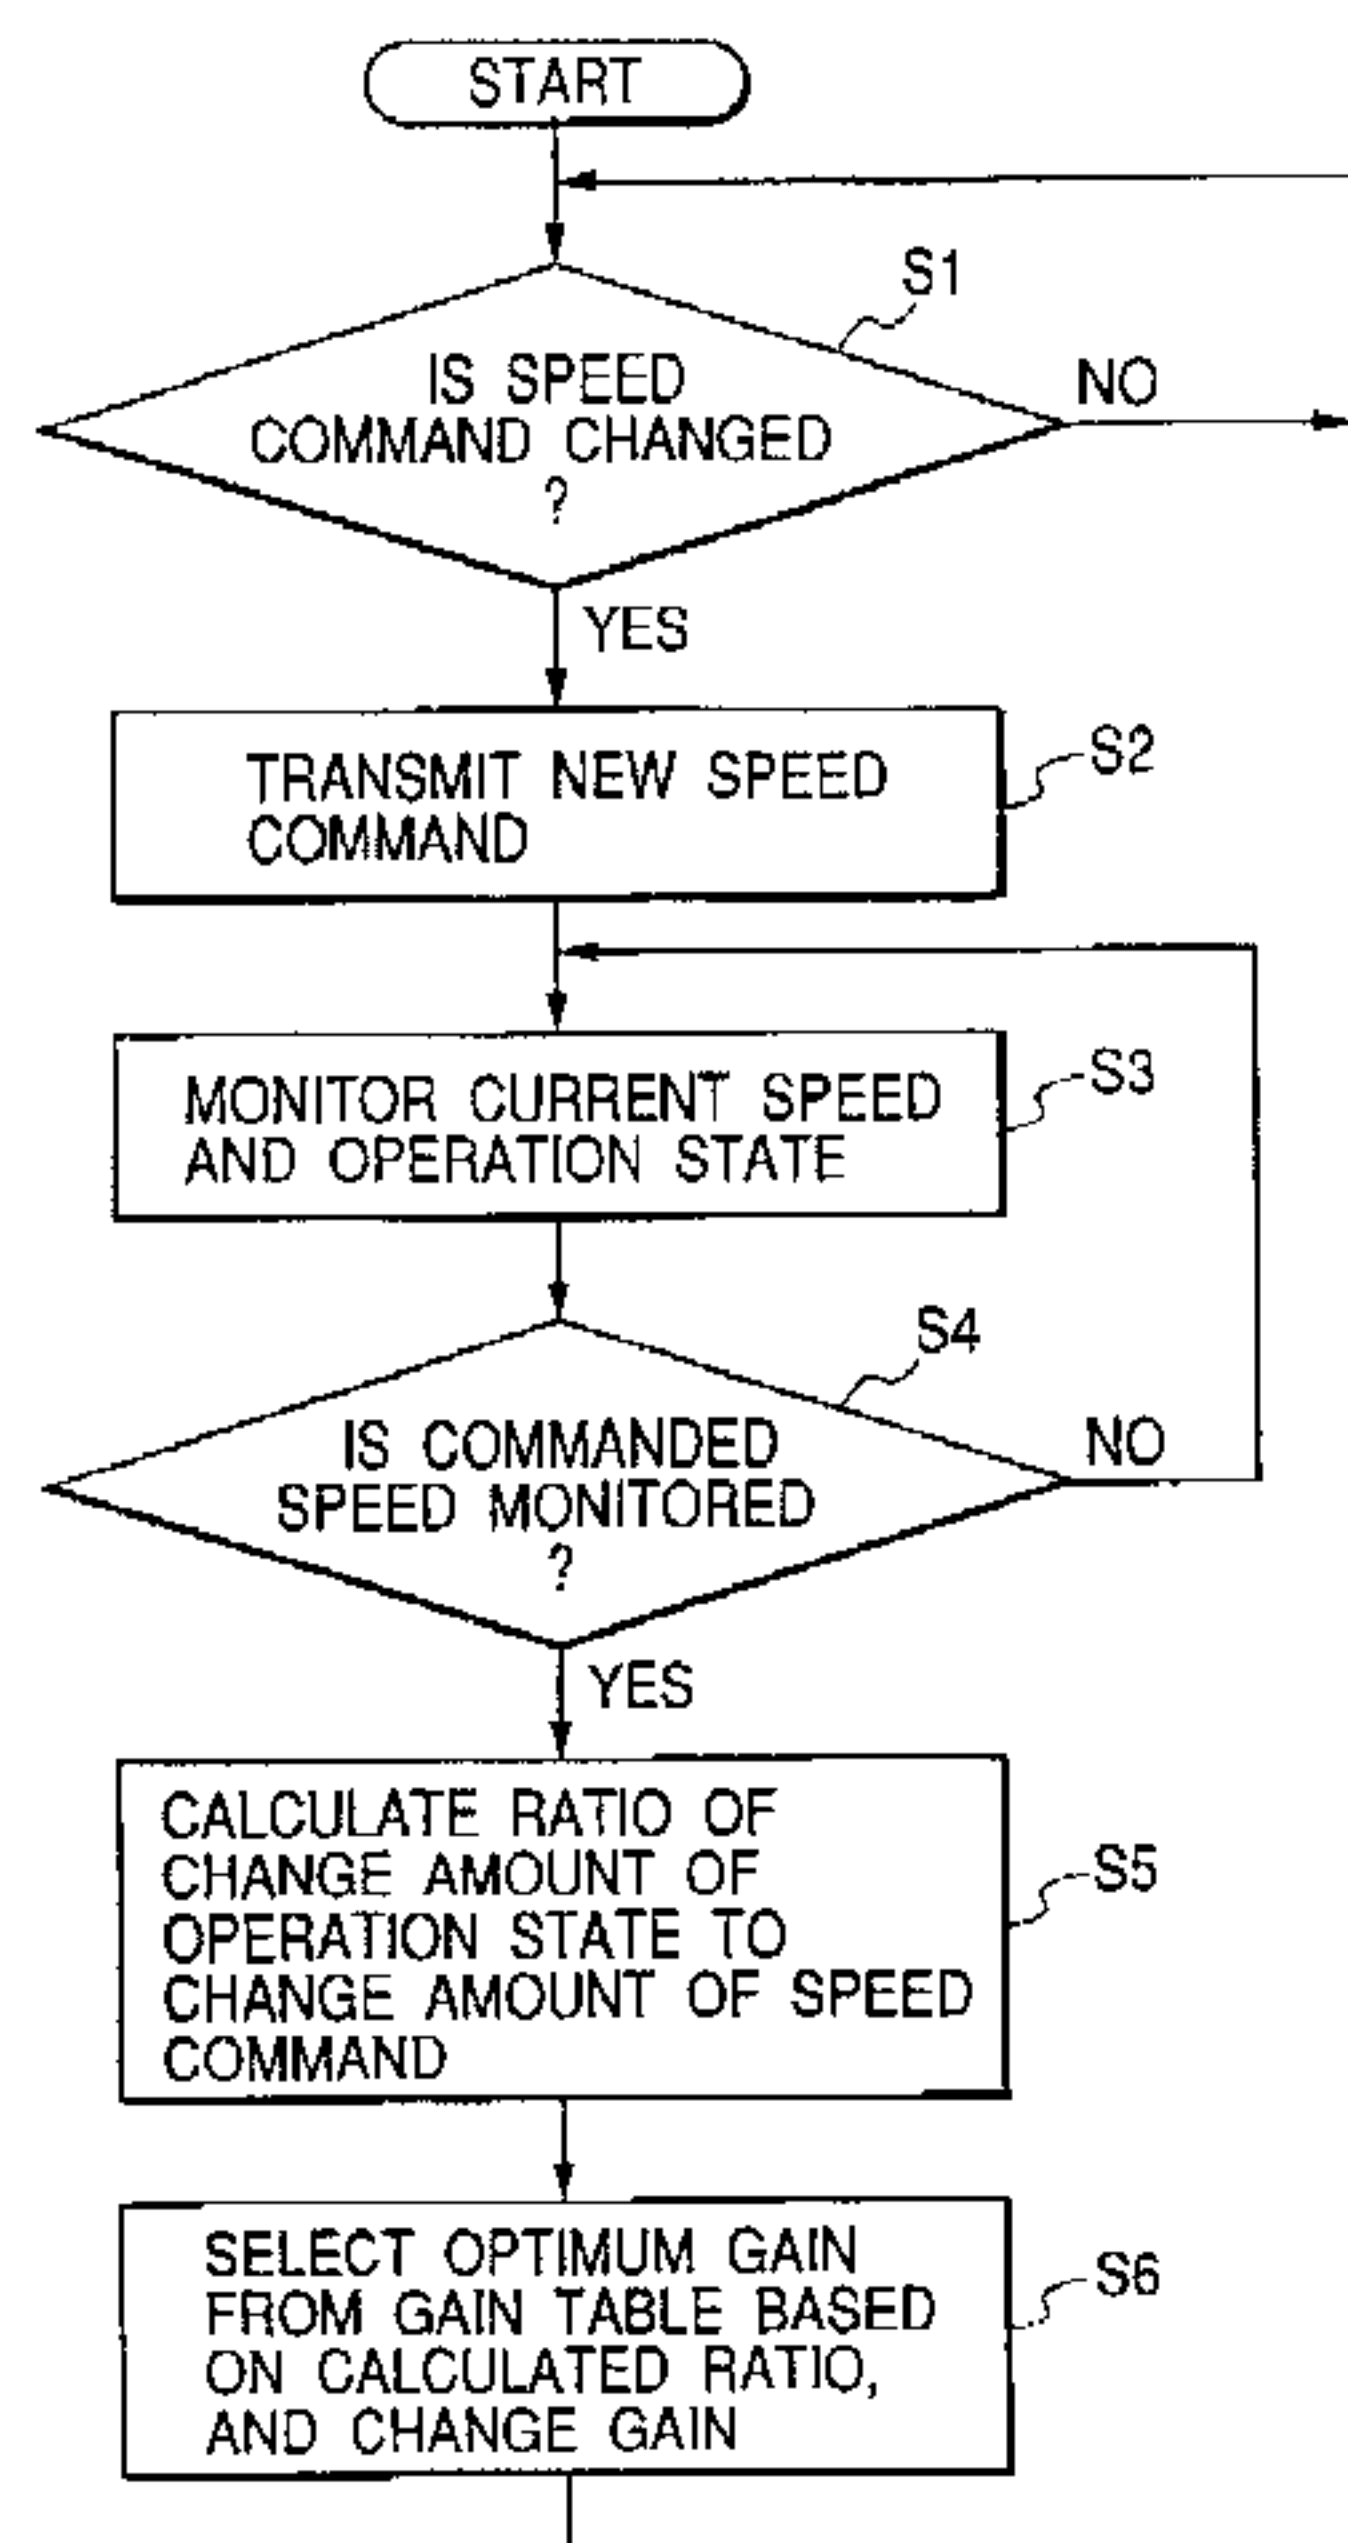 START
S1
IS SPEED
COMMAND CHANGED
?
NO
YES
TRANSMIT NEW SPEED
COMMAND
S2
MONITOR CURRENT SPEED
AND OPERATION STATE
S3
S4
IS COMMANDED
SPEED MONITORED
?
NO
YES
CALCULATE RATIO OF
CHANGE AMOUNT OF
OPERATION STATE TO
CHANGE AMOUNT OF SPEED
COMMAND
S5
SELECT OPTIMUM GAIN
FROM GAIN TABLE BASED
ON CALCULATED RATIO,
AND CHANGE GAIN
S6